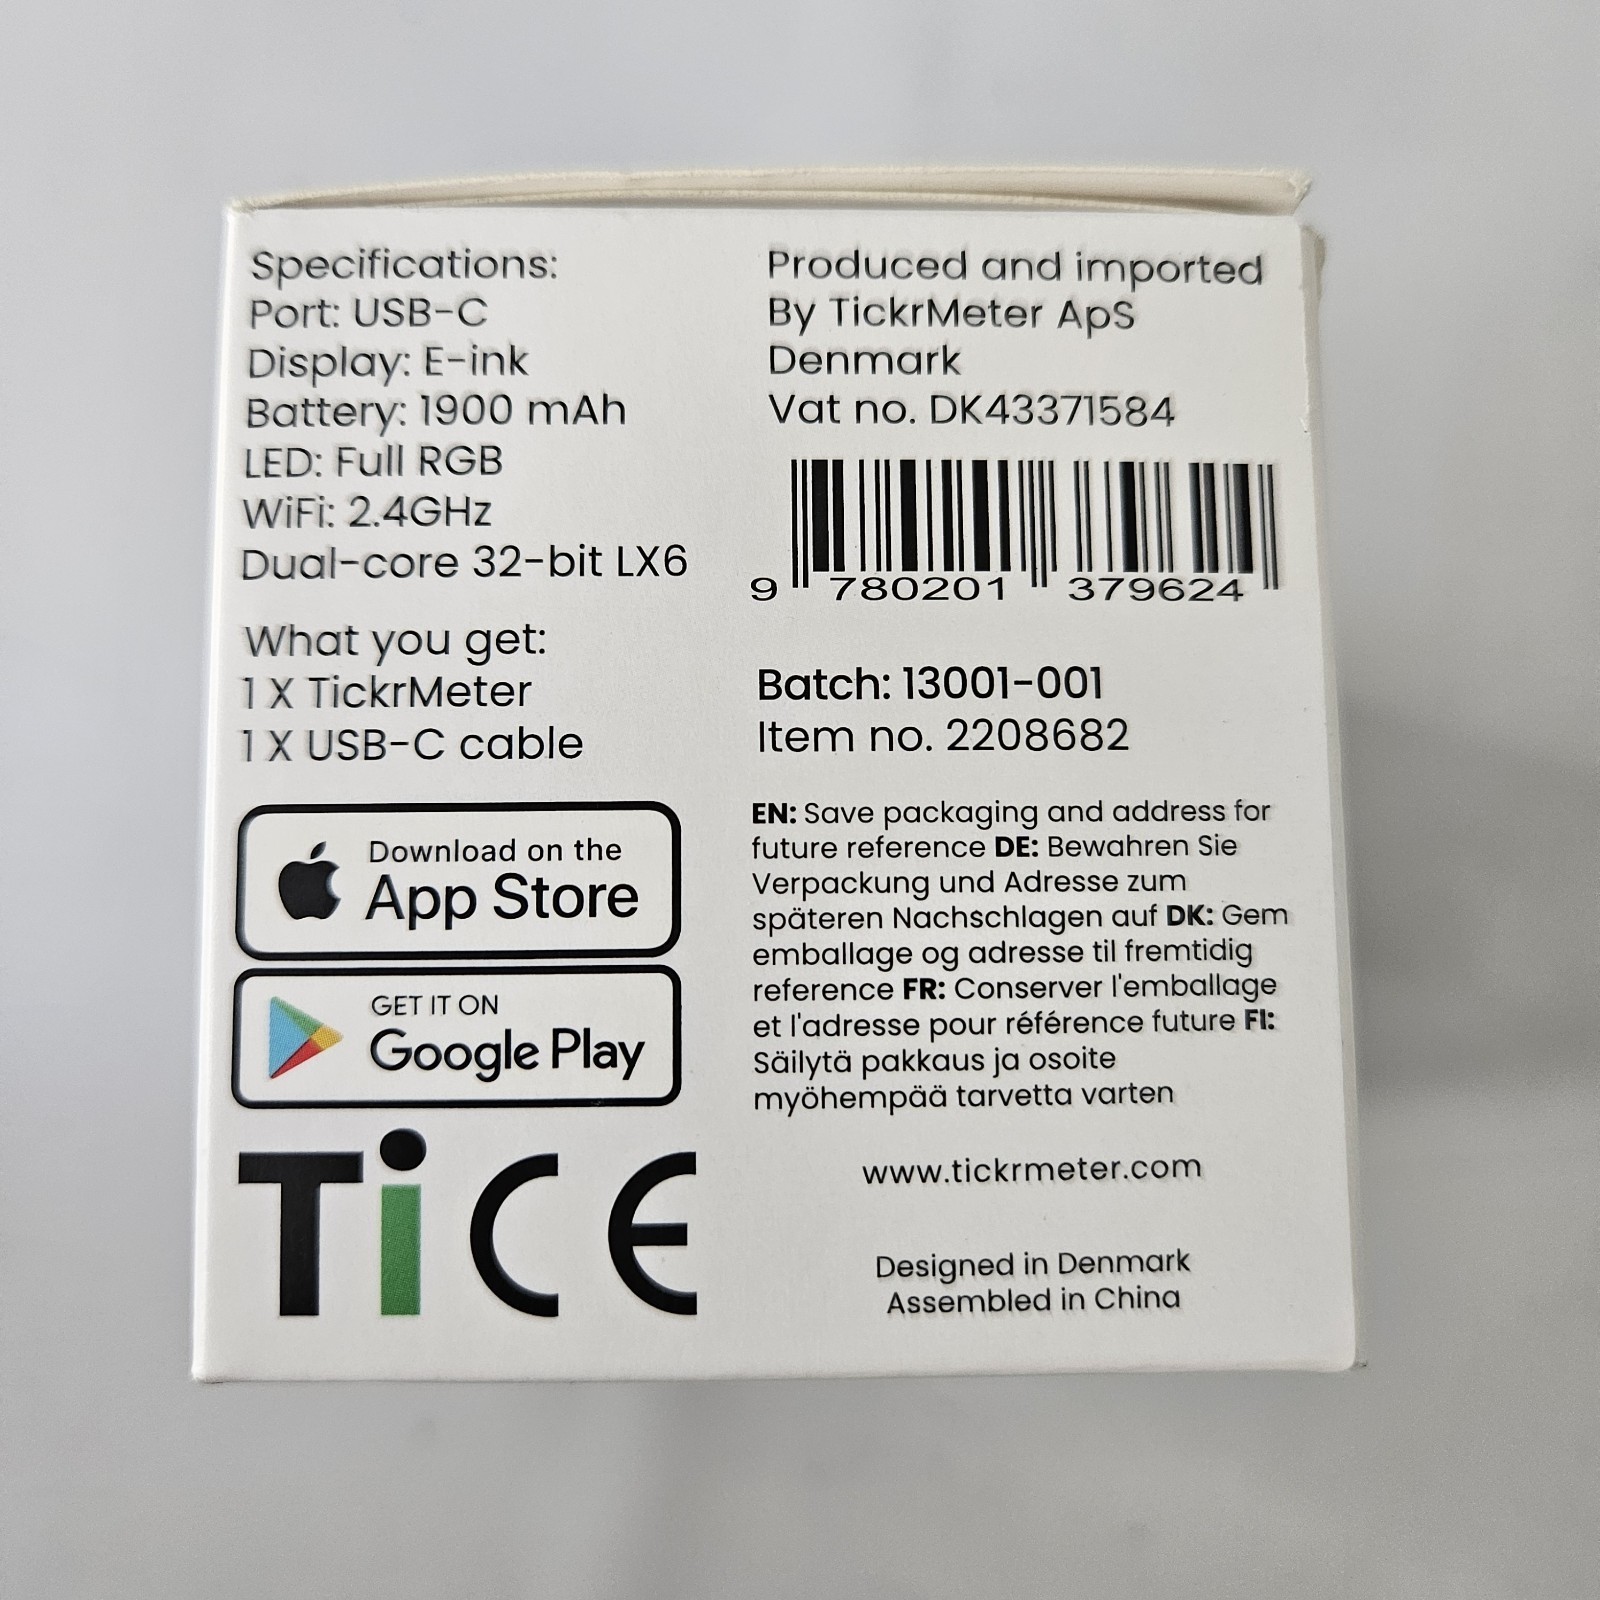 Specifications:
Port: USB-C
Display: E-ink
Battery: 1900 mAh
LED: Full RGB
WiFi: 2.4GHz
Dual-core 32-bit LX6
What you get:
1 X TickrMeter
1 X USB-C cable
Download on the
App Store
GET IT ON
Google Play
Ti CE
Produced and imported
By TickrMeter ApS
Denmark
Vat no. DK43371584
9 780201 379624
Batch: 13001-001
Item no. 2208682
EN: Save packaging and address for
future reference DE: Bewahren Sie
Verpackung und Adresse zum
späteren Nachschlagen auf DK: Gem
emballage og adresse til fremtidig
reference FR: Conserver l'emballage
et l'adresse pour référence future FI:
Säilytä pakkaus ja osoite
myöhempää tarvetta varten
www.tickrmeter.com
Designed in Denmark
Assembled in China